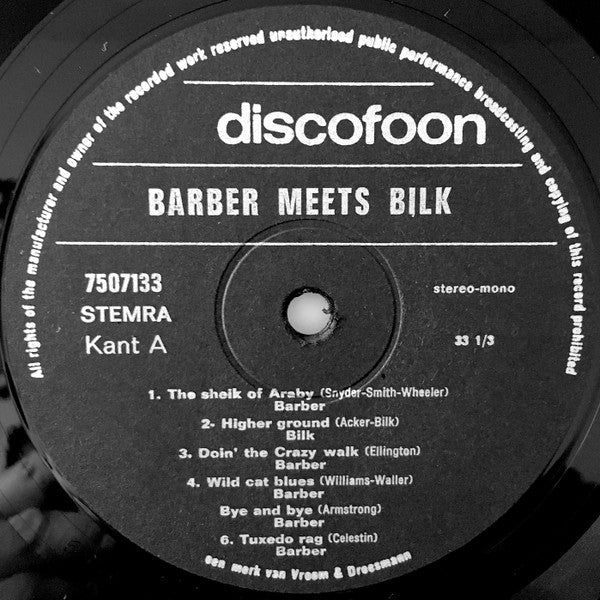 All rights of the manufacturer and owner of the recorded work reserved unauthorised public performance broadcasting and copying of this record prohibited
discofoon
BARBER MEETS BILK
7507133
STEMRA
Kant A
stereo-mono
33 1/3
1. The sheik of Araby (Snyder-Smith-Wheeler)
Barber
2- Higher ground (Acker-Bilk)
Bilk
3. Doin' the Crazy walk (Ellington)
Barber
4. Wild cat blues (Williams-Waller)
Barber
Bye and bye (Armstrong)
Barber
6. Tuxedo rag (Celestin)
Barber
een merk van Vroom & Dreesmann